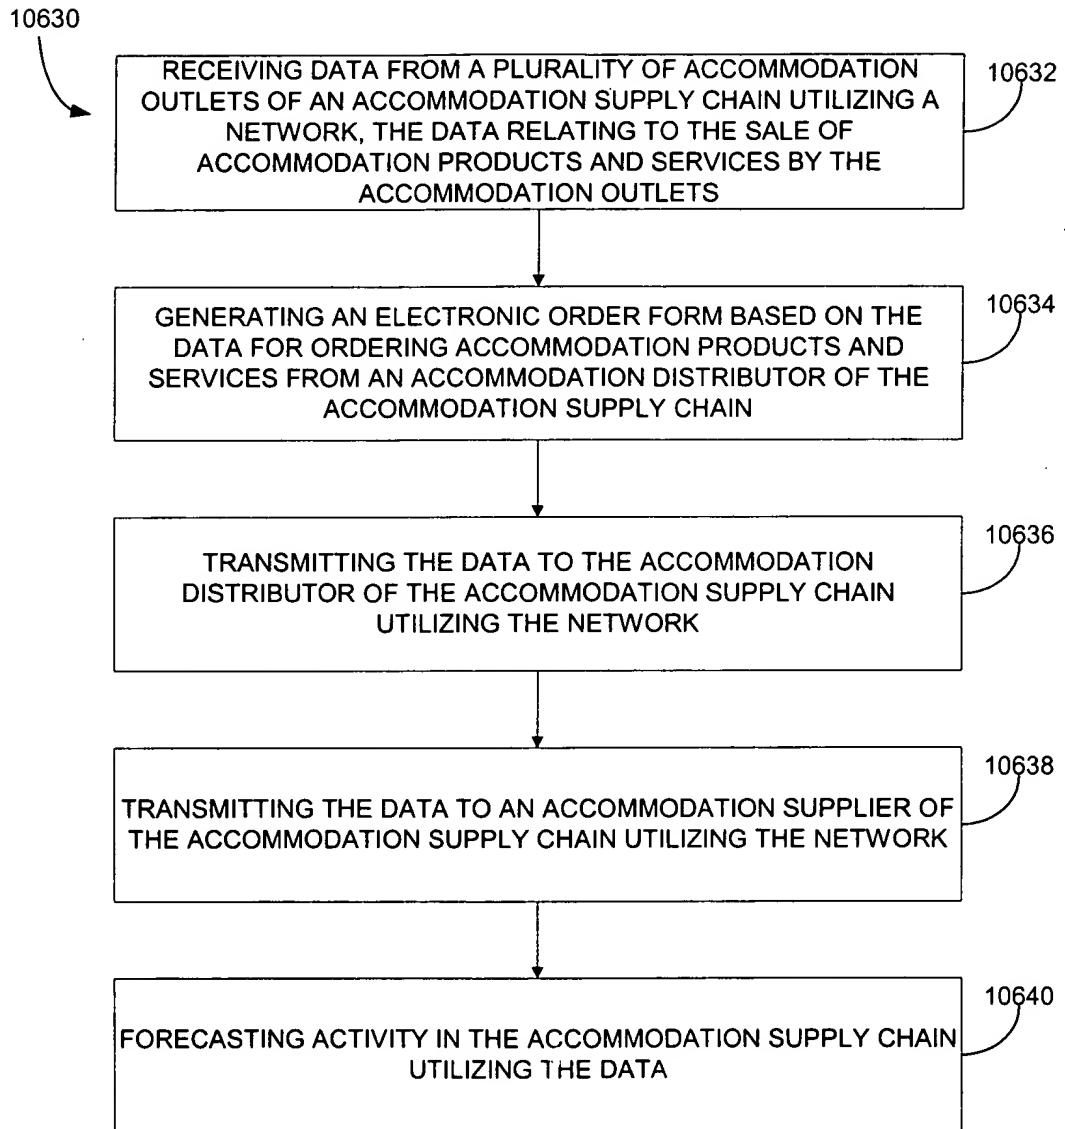 10630
RECEIVING DATA FROM A PLURALITY OF ACCOMMODATION
OUTLETS OF AN ACCOMMODATION SUPPLY CHAIN UTILIZING A
NETWORK, THE DATA RELATING TO THE SALE OF
ACCOMMODATION PRODUCTS AND SERVICES BY THE
ACCOMMODATION OUTLETS
10632
GENERATING AN ELECTRONIC ORDER FORM BASED ON THE
DATA FOR ORDERING ACCOMMODATION PRODUCTS AND
SERVICES FROM AN ACCOMMODATION DISTRIBUTOR OF THE
ACCOMMODATION SUPPLY CHAIN
10634
TRANSMITTING THE DATA TO THE ACCOMMODATION
DISTRIBUTOR OF THE ACCOMMODATION SUPPLY CHAIN
UTILIZING THE NETWORK
10636
TRANSMITTING THE DATA TO AN ACCOMMODATION SUPPLIER OF
THE ACCOMMODATION SUPPLY CHAIN UTILIZING THE NETWORK
10638
FORECASTING ACTIVITY IN THE ACCOMMODATION SUPPLY CHAIN
UTILIZING THE DATA
10640